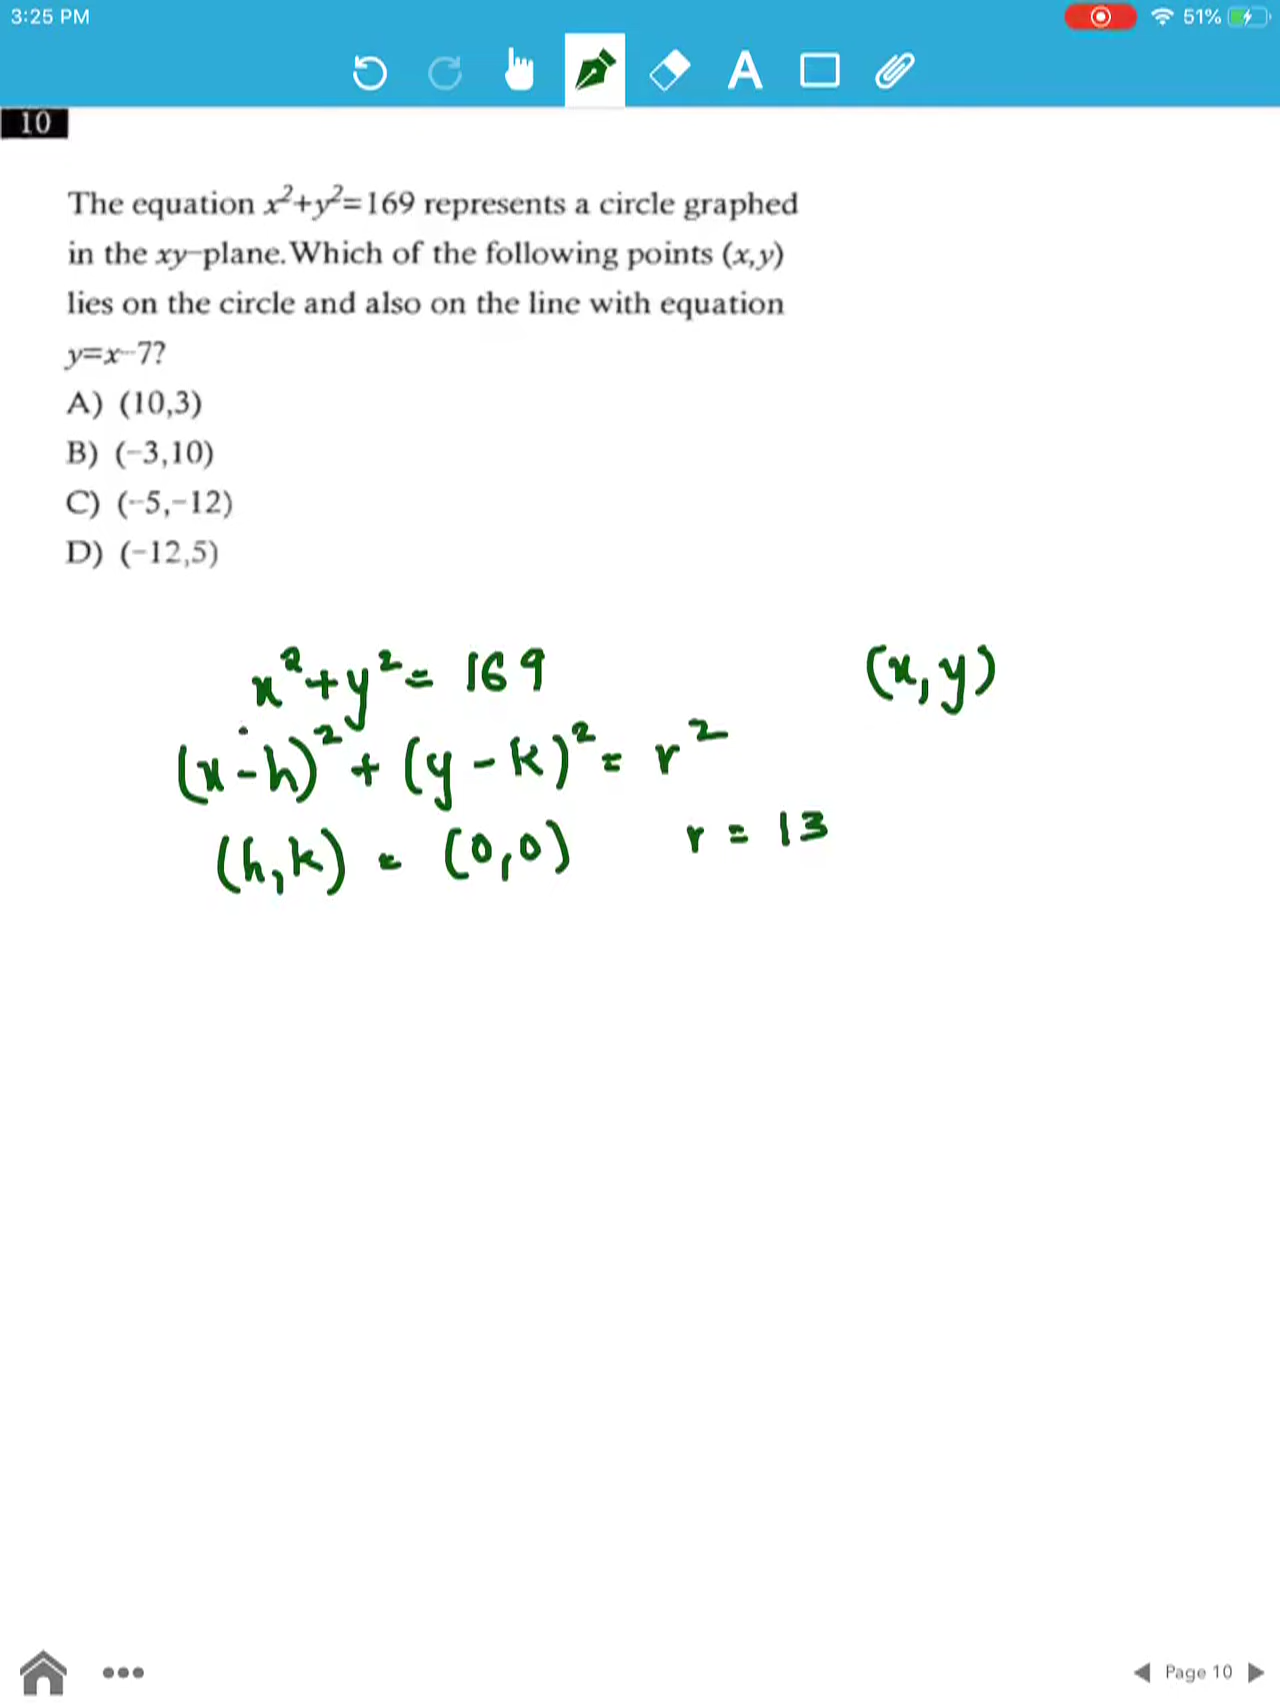 3:25 PM
51%
A
10
The equation x²+y²=169 represents a circle graphed
in the xy-plane. Which of the following points (x,y)
lies on the circle and also on the line with equation
y=x-7?
A) (10,3)
B) (-3,10)
C) (-5,-12)
D) (-12,5)
x² + y² = 169
(x, y)
(x - h)² + (y - k)² = r²
(h, k) = (0, 0)
r = 13
Page 10